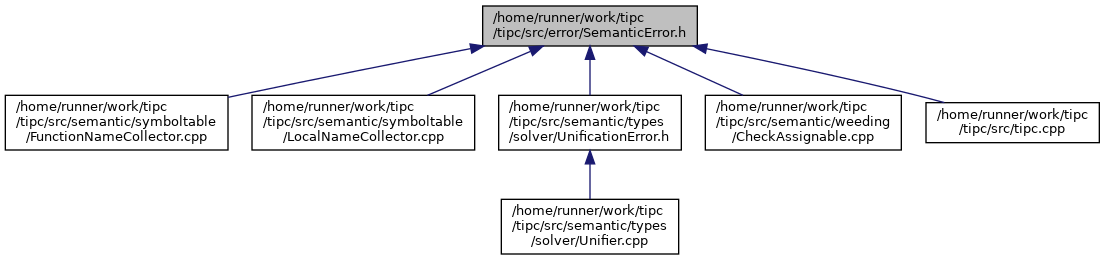 /home/runner/work/tipc
/tipc/src/error/SemanticError.h
/home/runner/work/tipc
/tipc/src/semantic/symboltable
/FunctionNameCollector.cpp
/home/runner/work/tipc
/tipc/src/semantic/symboltable
/LocalNameCollector.cpp
/home/runner/work/tipc
/tipc/src/semantic/types
/solver/UnificationError.h
/home/runner/work/tipc
/tipc/src/semantic/weeding
/CheckAssignable.cpp
/home/runner/work/tipc
/tipc/src/tipc.cpp
/home/runner/work/tipc
/tipc/src/semantic/types
/solver/Unifier.cpp